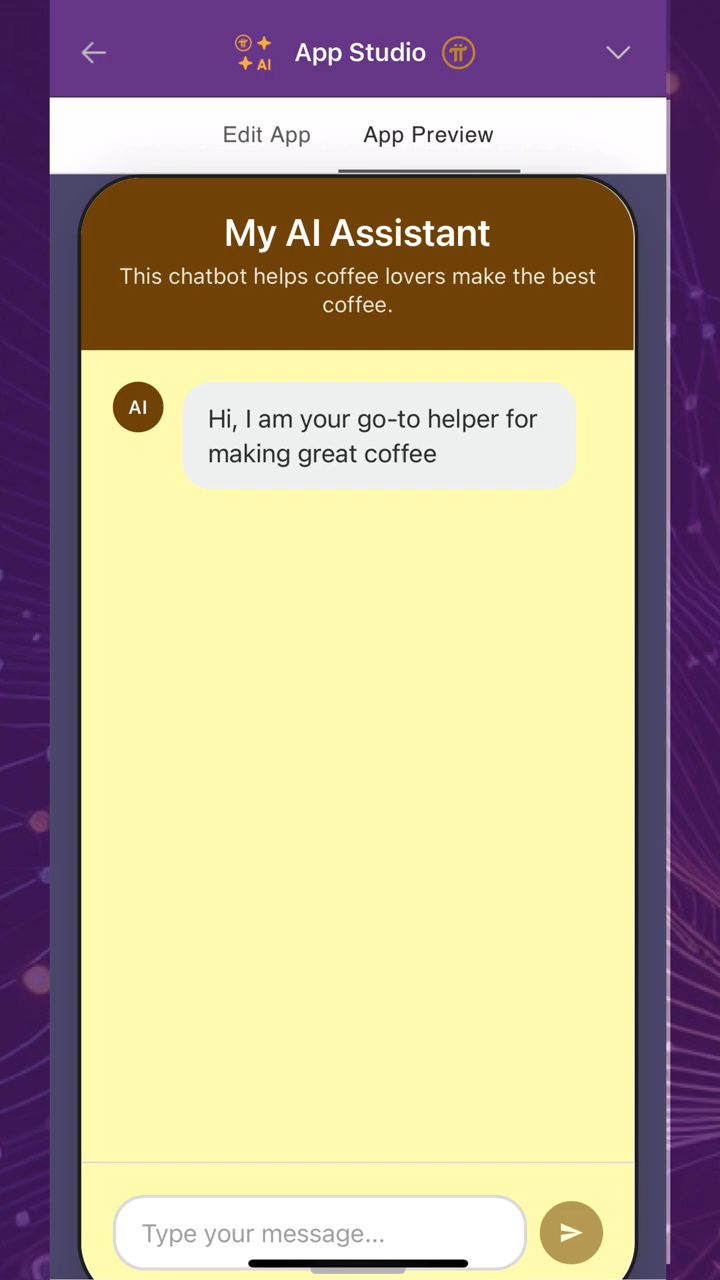 AI
App Studio
Edit App
App Preview
My AI Assistant
This chatbot helps coffee lovers make the best
coffee.
AI
Hi, I am your go-to helper for
making great coffee
Type your message...